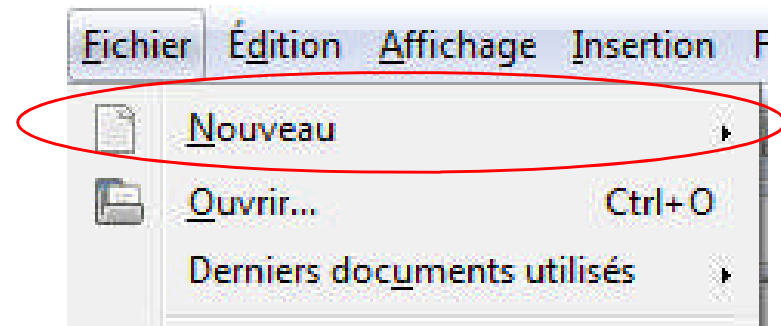 Fichier Édition Affichage Insertion F
Nouveau
Ouvrir... Ctrl+O
Derniers documents utilisés